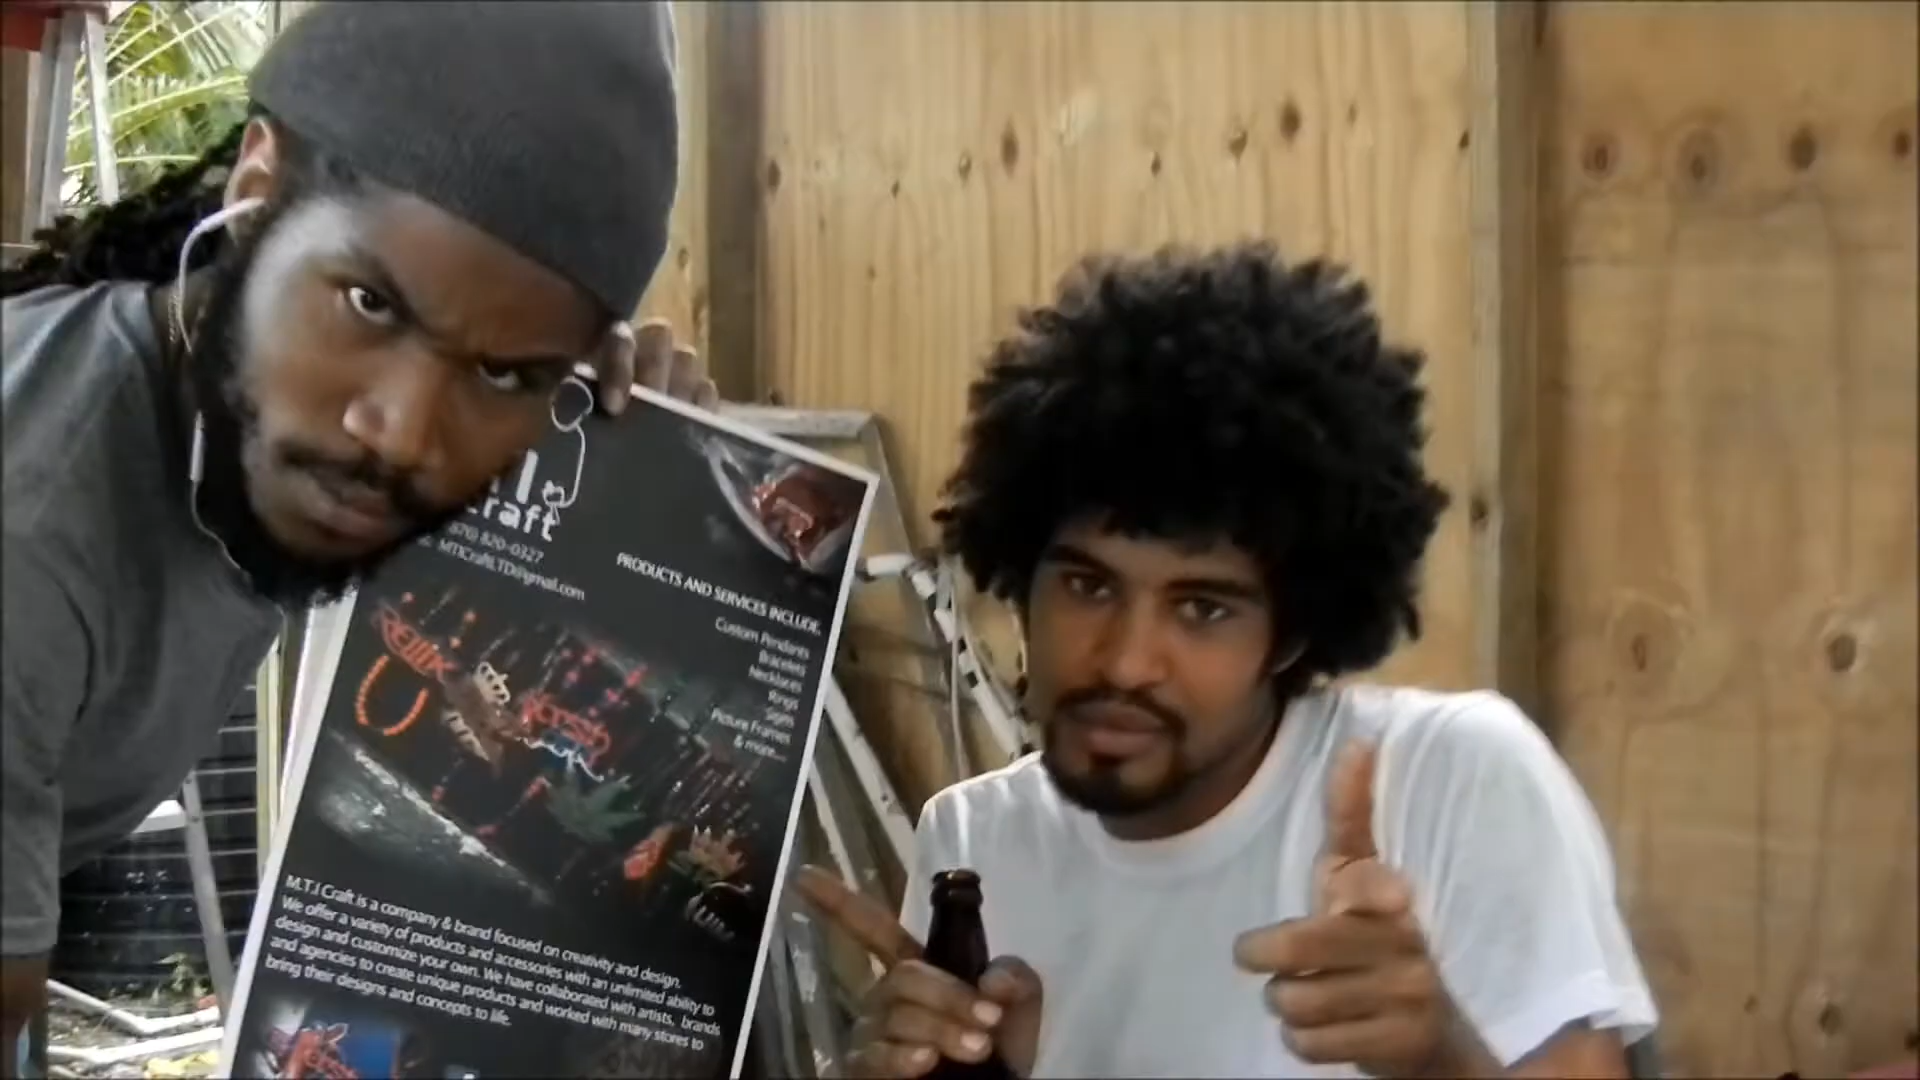 craft
(876) 820-0327
MTICraftLTD@gmail.com
PRODUCTS AND SERVICES INCLUDE,
Custom Pendants
Bracelets
Necklaces
Rings
Signs
Picture Frames
& more...
M.T.I Craft is a company & brand focused on creativity and design.
We offer a variety of products and accessories with an unlimited ability to
design and customize your own. We have collaborated with artists, brands
and agencies to create unique products and worked with many stores to
bring their designs and concepts to life.